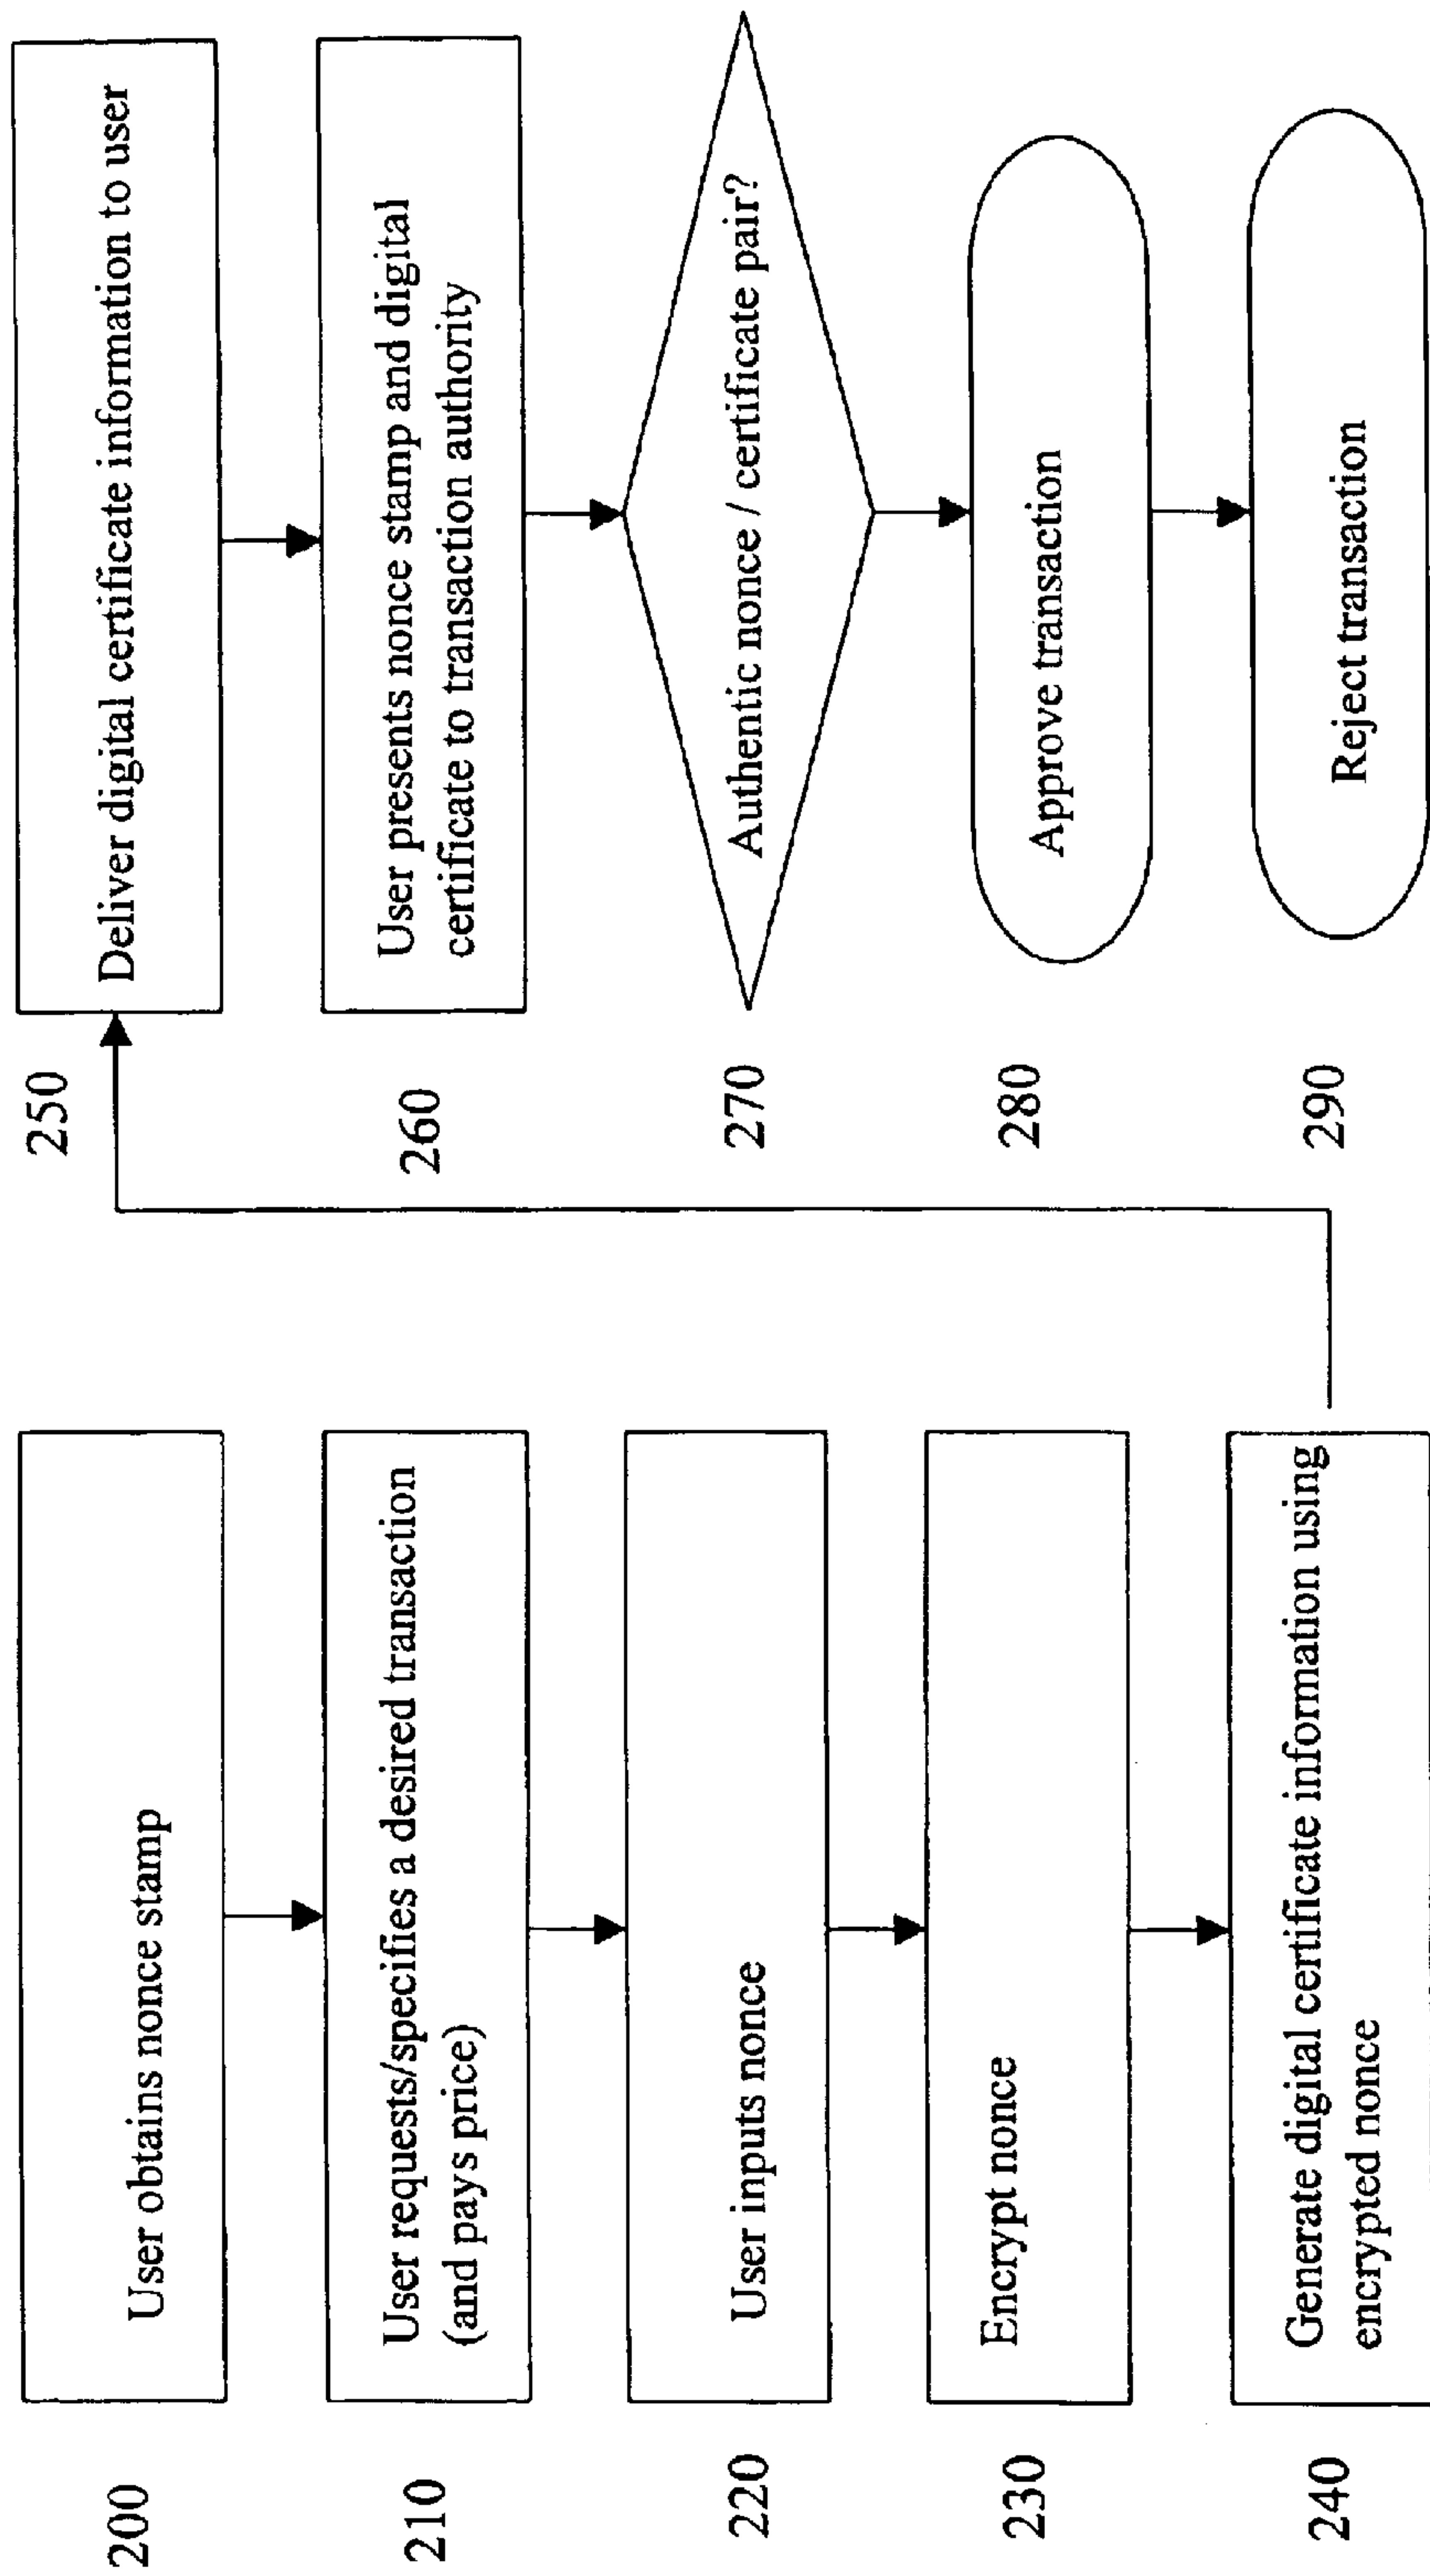 200
User obtains nonce stamp
210
User requests/specifies a desired transaction
(and pays price)
220
User inputs nonce
230
Encrypt nonce
240
Generate digital certificate information using
encrypted nonce
250
Deliver digital certificate information to user
260
User presents nonce stamp and digital
certificate to transaction authority
270
Authentic nonce / certificate pair?
280
Approve transaction
290
Reject transaction